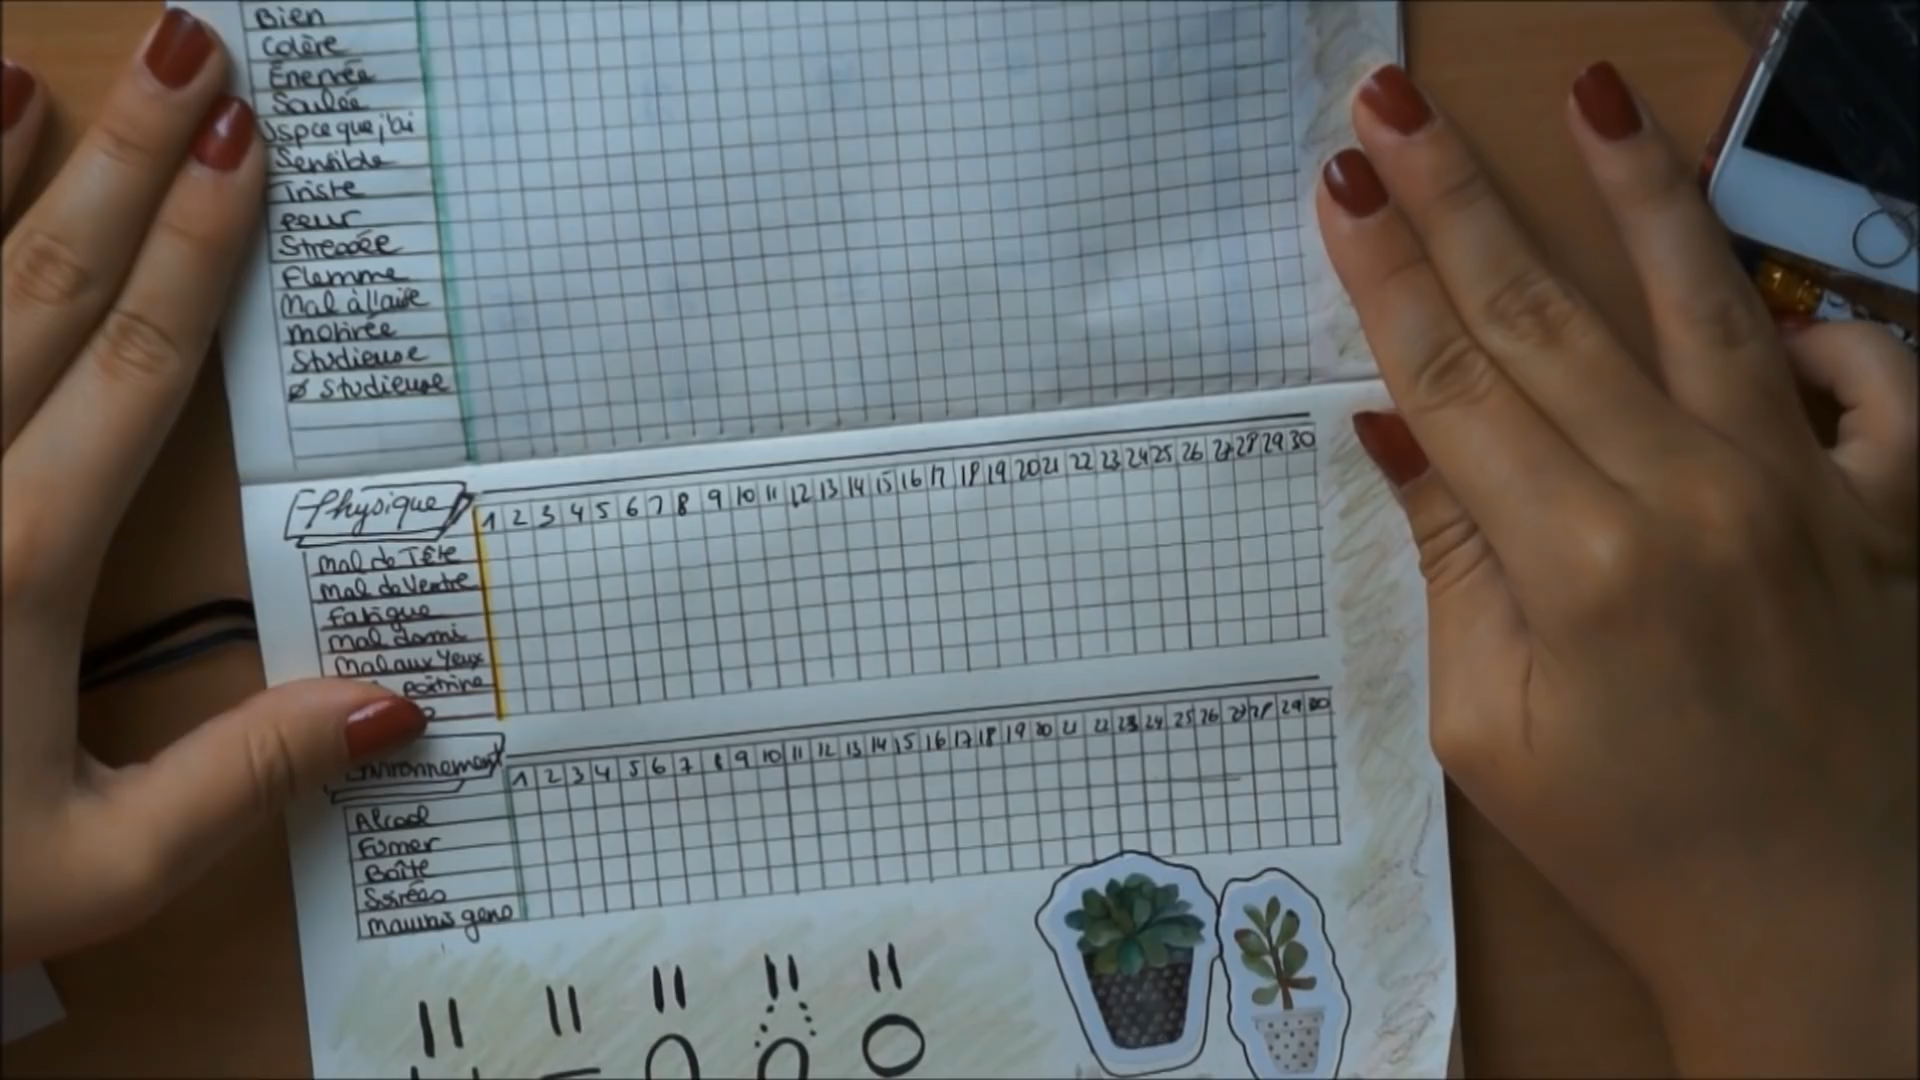 Bien
Colère
Énervée
Saulée
Jspce que j'ai
Sensible
Triste
peur
Stressée
Flemme
Mal à l'aise
motivée
Studieuse
Ø Studieuse
Physique
1 2 3 4 5 6 7 8 9 10 11 12 13 14 15 16 17 18 19 20 21 22 23 24 25 26 27 28 29 30
Mal de Tête
Mal de Ventre
Fatigue
Mal dormi
Mal aux Yeux
poitrine
Environnement
1 2 3 4 5 6 7 8 9 10 11 12 13 14 15 16 17 18 19 20 21 22 23 24 25 26 27 28 29 30
Alcool
Fumer
Boîte
Soirées
Mauvais gens